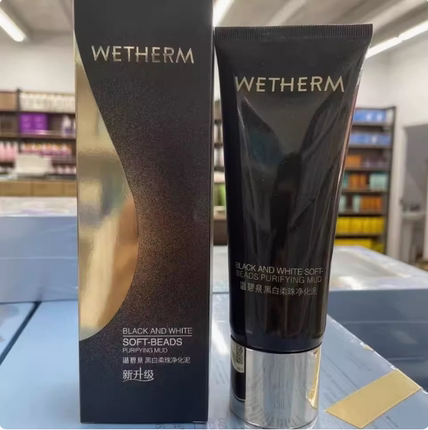 WETHERM
BLACK AND WHITE
SOFT-BEADS
PURIFYING MUD
温碧泉 黑白柔珠净化泥
新升级
WETHERM
BLACK AND WHITE SOFT-
BEADS PURIFYING MUD
温碧泉 黑白柔珠净化泥